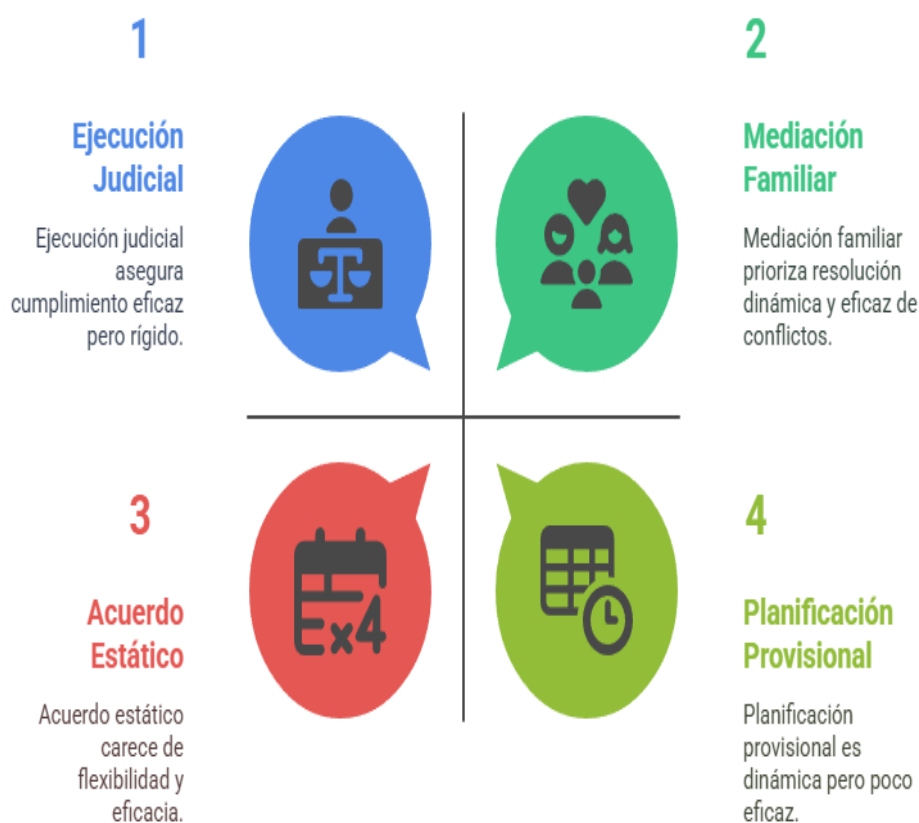 1
Ejecución
Judicial
Ejecución judicial
asegura
cumplimiento eficaz
pero rígido.
2
Mediación
Familiar
Mediación familiar
prioriza resolución
dinámica y eficaz de
conflictos.
3
Acuerdo
Estático
Acuerdo estático
carece de
flexibilidad y
eficacia.
x4
4
Planificación
Provisional
Planificación
provisional es
dinámica pero poco
eficaz.